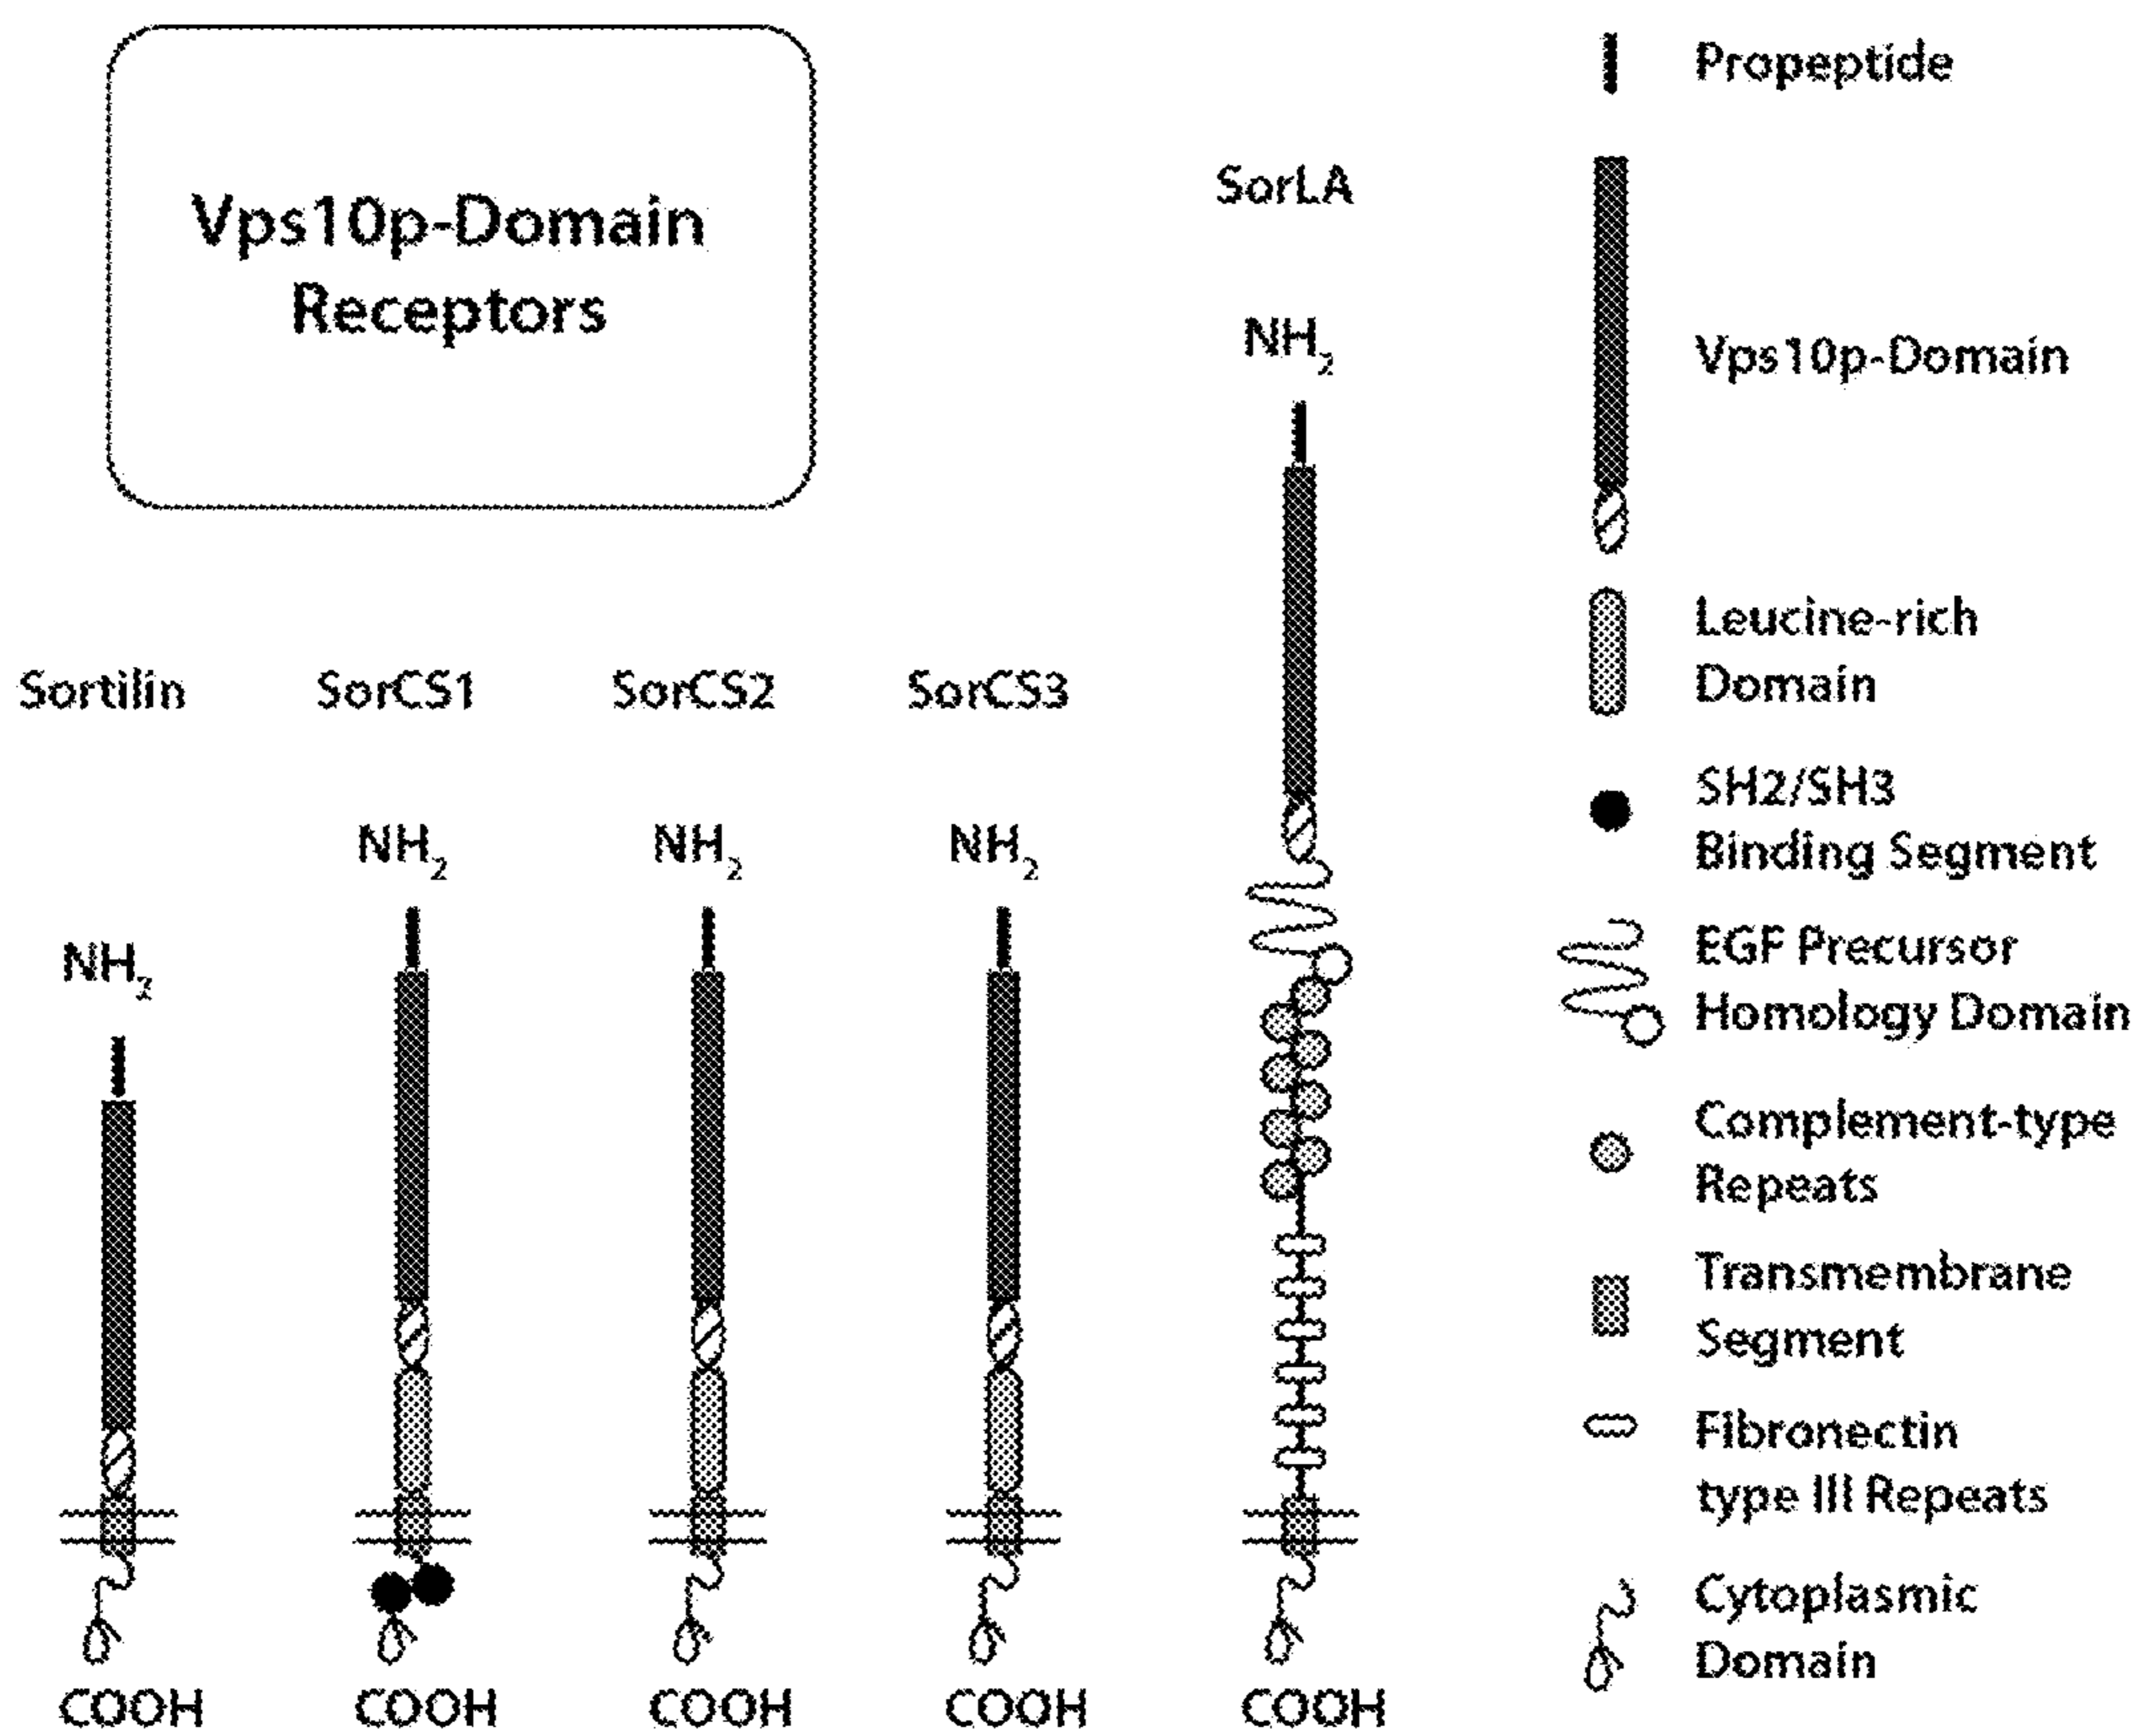 Vps10p-Domain
Receptors
Sortilin
NH2
COOH
SorCS1
NH2
COOH
SorCS2
NH2
COOH
SorCS3
NH2
COOH
SorLA
NH2
COOH
Propeptide
Vps10p-Domain
Leucine-rich
Domain
SH2/SH3
Binding Segment
EGF Precursor
Homology Domain
Complement-type
Repeats
Transmembrane
Segment
Fibronectin
type III Repeats
Cytoplasmic
Domain